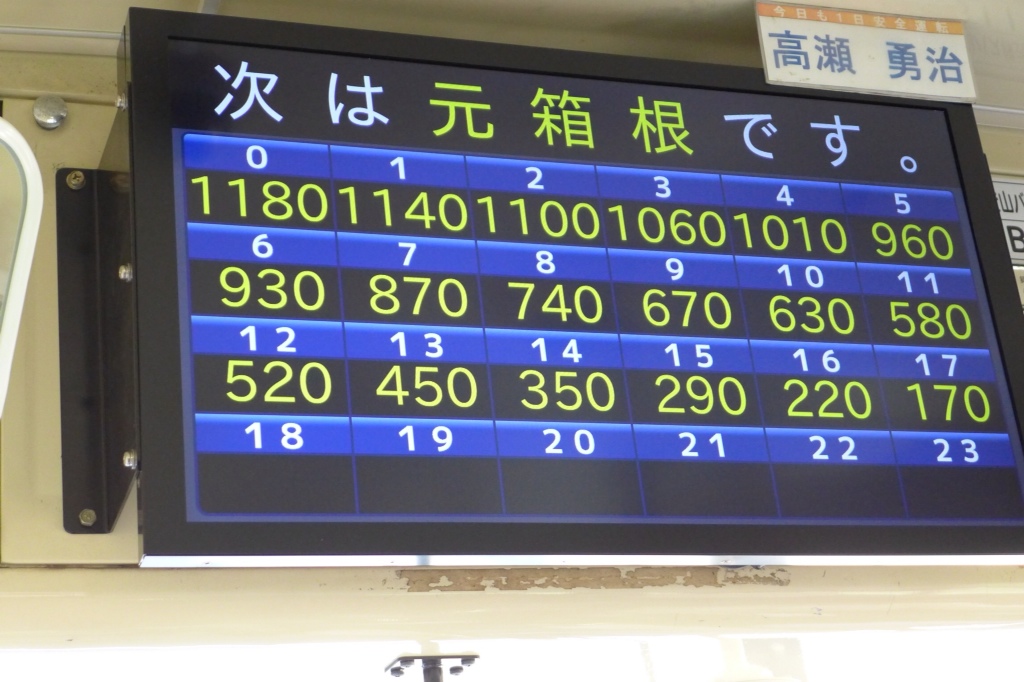 今日も1日安全運転
高瀬 勇治
次は元箱根です。
0 1 2 3 4 5
1180 1140 1100 1060 1010 960
6 7 8 9 10 11
930 870 740 670 630 580
12 13 14 15 16 17
520 450 350 290 220 170
18 19 20 21 22 23
B